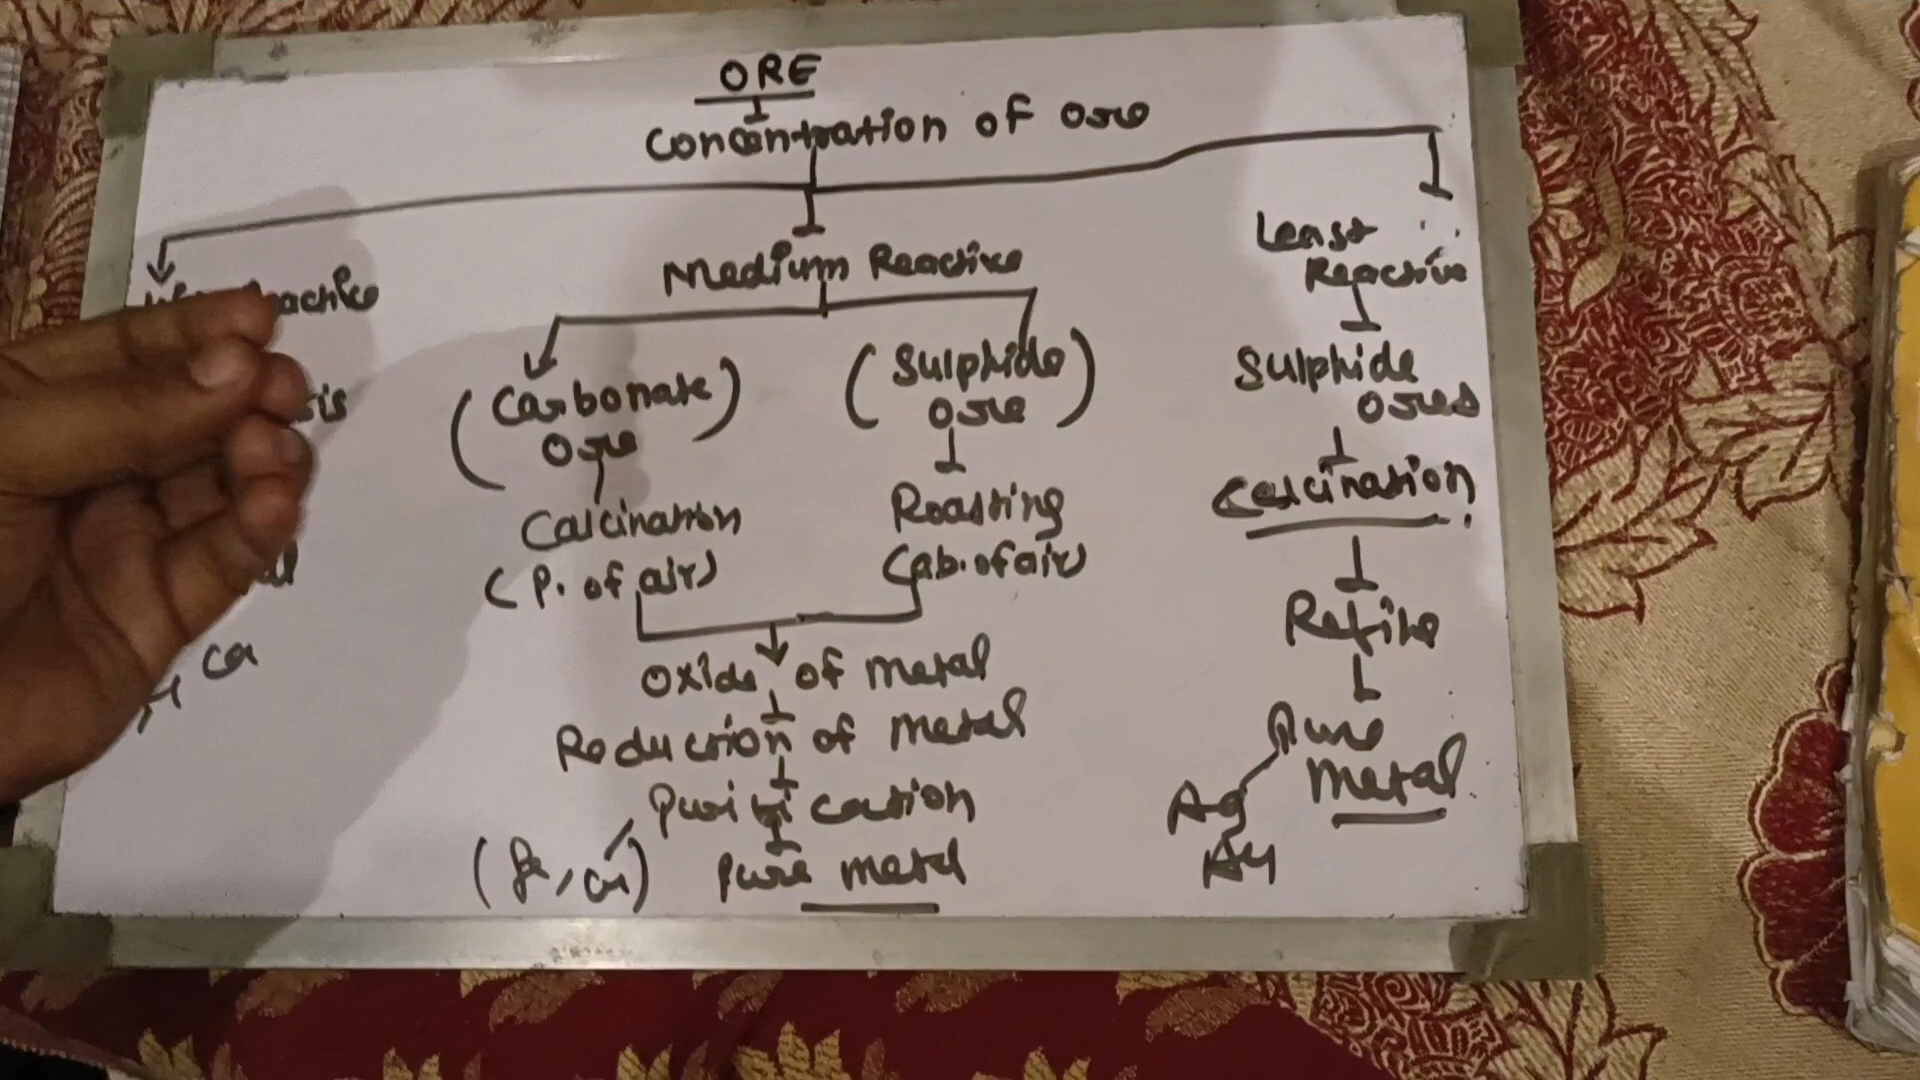 ORE
Concentration of Ore
Medium Reactive
Least
Reactive
(Carbonate)
Ore
(Sulphide)
Ore
Sulphide
Ores
Calcination
(P. of air)
Roasting
(ab. of air)
Calcination
Refine
Oxide of metal
Reduction of metal
Purification
Pure metal
Pure
Metal
Ag
Au
Ca